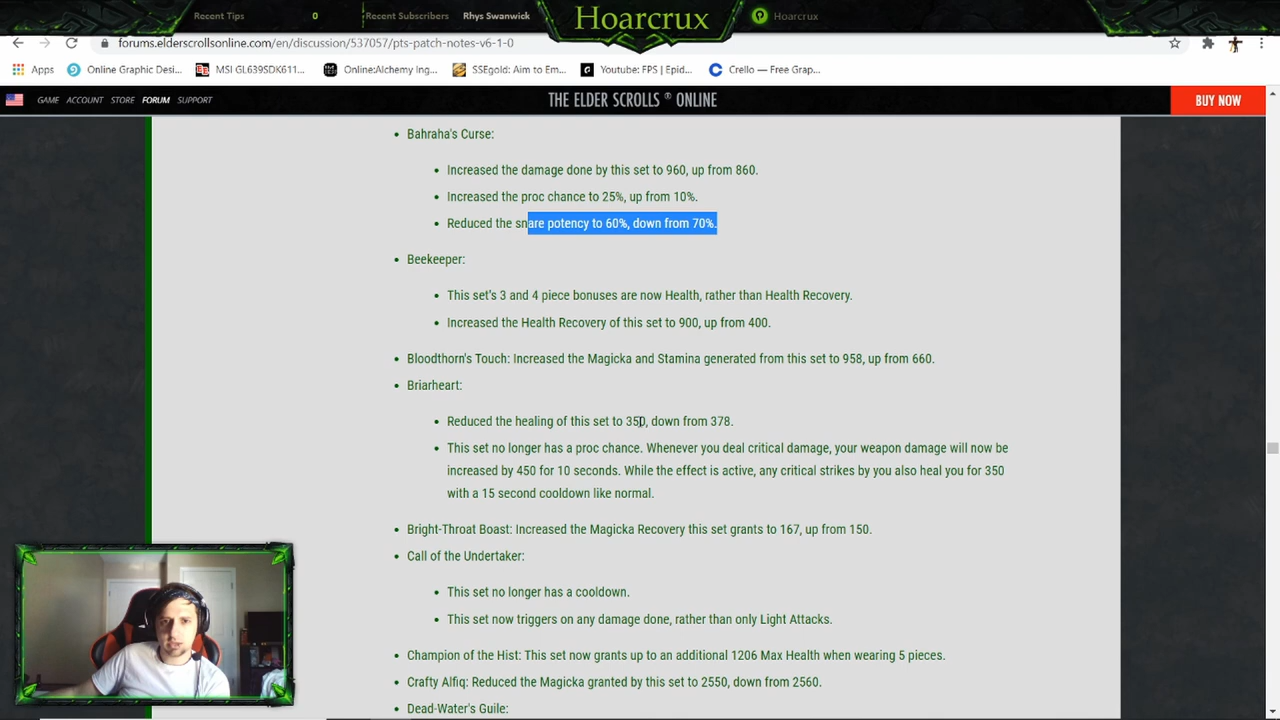 Recent Tips 0 Recent Subscribers Rhys Swanwick Hoarcrux Hoarcrux
forums.elderscrollsonline.com/en/discussion/537057/pts-patch-notes-v6-1-0
Apps Online Graphic Desi... MSI GL639SDK611... Online:Alchemy Ing... SSEgold: Aim to Em... Youtube: FPS | Epid... Crello — Free Grap...
GAME ACCOUNT STORE FORUM SUPPORT THE ELDER SCROLLS ® ONLINE BUY NOW
• Bahraha's Curse:
• Increased the damage done by this set to 960, up from 860.
• Increased the proc chance to 25%, up from 10%.
• Reduced the snare potency to 60%, down from 70%.
• Beekeeper:
• This set's 3 and 4 piece bonuses are now Health, rather than Health Recovery.
• Increased the Health Recovery of this set to 900, up from 400.
• Bloodthorn's Touch: Increased the Magicka and Stamina generated from this set to 958, up from 660.
• Briarheart:
• Reduced the healing of this set to 350, down from 378.
• This set no longer has a proc chance. Whenever you deal critical damage, your weapon damage will now be
increased by 450 for 10 seconds. While the effect is active, any critical strikes by you also heal you for 350
with a 15 second cooldown like normal.
• Bright-Throat Boast: Increased the Magicka Recovery this set grants to 167, up from 150.
• Call of the Undertaker:
• This set no longer has a cooldown.
• This set now triggers on any damage done, rather than only Light Attacks.
• Champion of the Hist: This set now grants up to an additional 1206 Max Health when wearing 5 pieces.
• Crafty Alfiq: Reduced the Magicka granted by this set to 2550, down from 2560.
• Dead-Water's Guile: